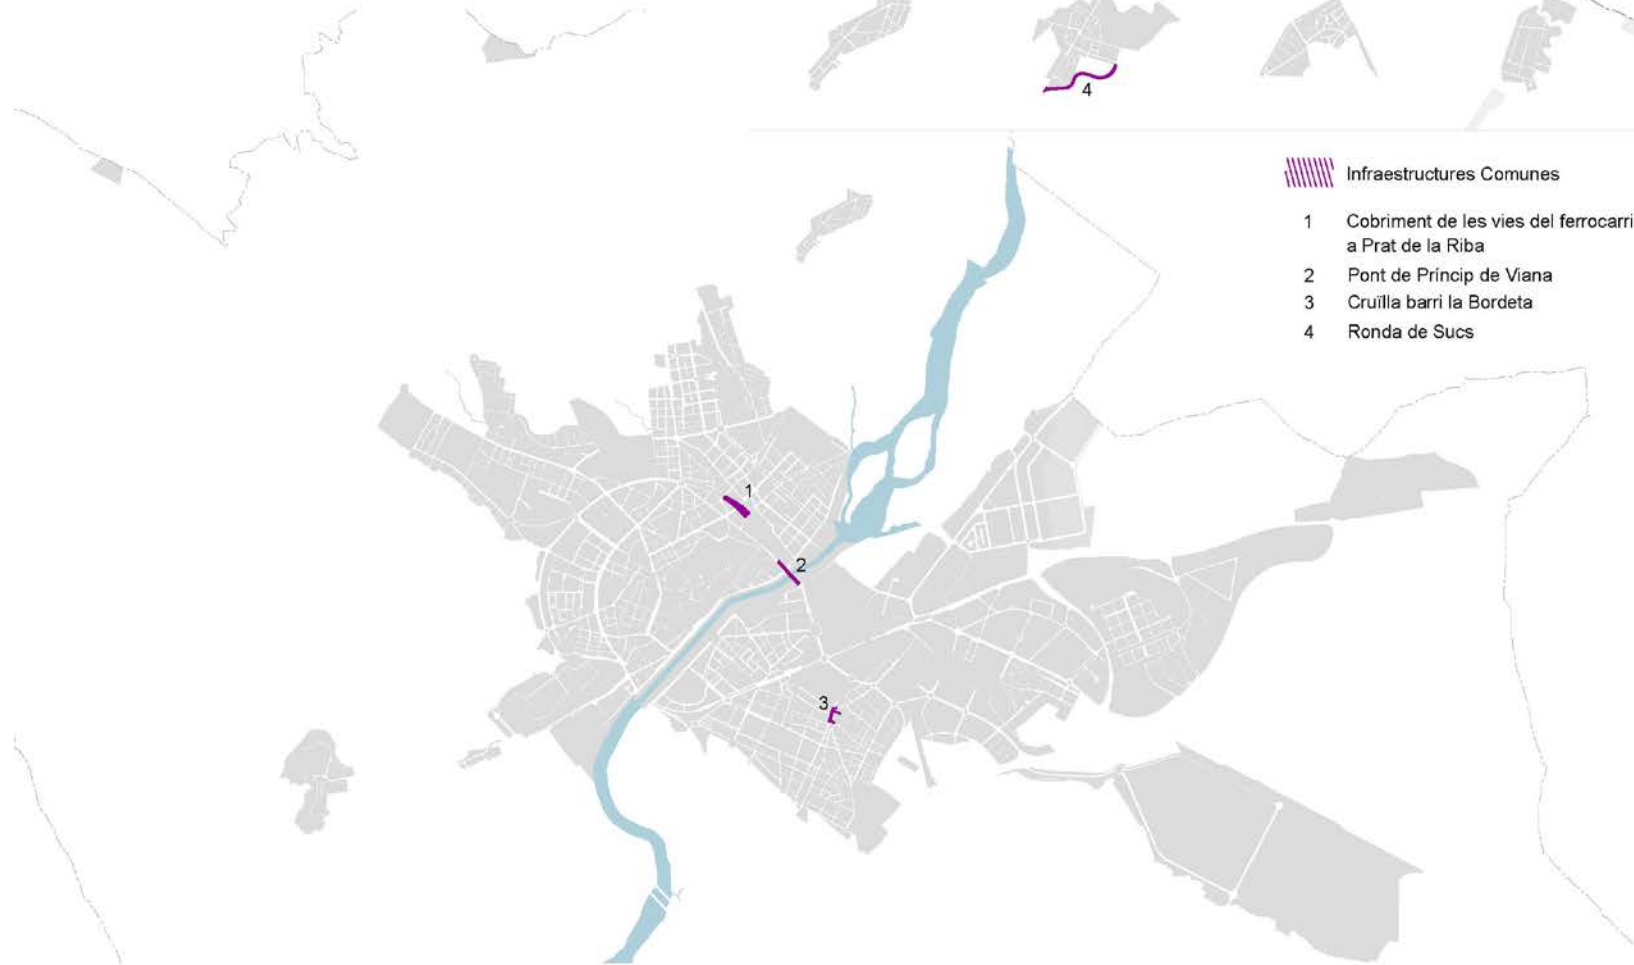 4
Infraestructures Comunes
1 Cobriment de les vies del ferrocarri
a Prat de la Riba
2 Pont de Príncip de Viana
3 Cruïlla barri la Bordeta
4 Ronda de Sucs
1
2
3